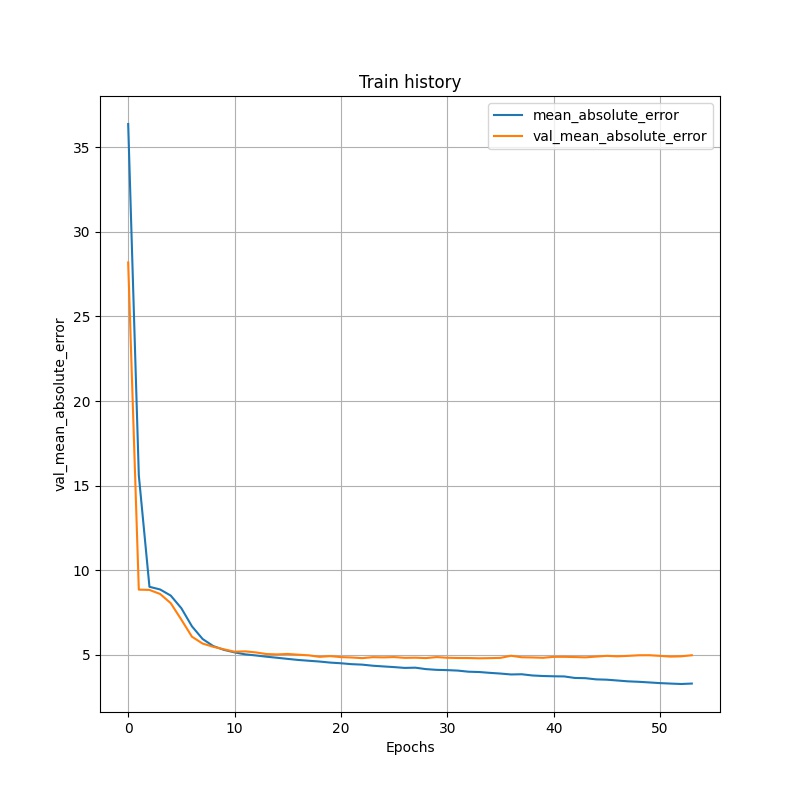 Train history
mean_absolute_error
val_mean_absolute_error
35
30
25
20
15
10
5
val_mean_absolute_error
0 10 20 30 40 50
Epochs